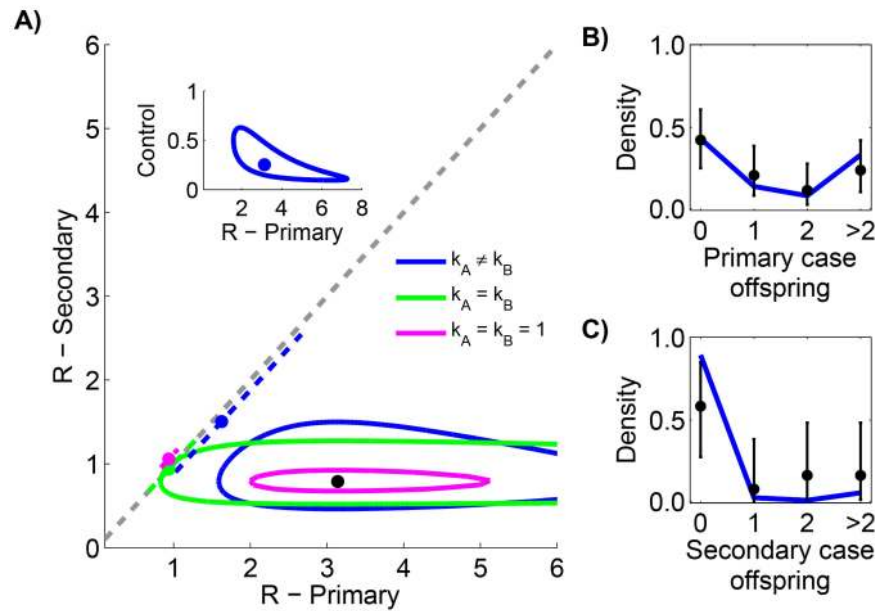 A)
6
5
4
3
2
1
0
R – Secondary
1
2
3
4
5
6
R – Primary
1
0.5
0
Control
2
4
6
8
R – Primary
k_A ≠ k_B
k_A = k_B
k_A = k_B = 1
B)
1.0
0.5
0.0
Density
0
1
2
>2
Primary case
offspring
C)
1.0
0.5
0.0
Density
0
1
2
>2
Secondary case
offspring